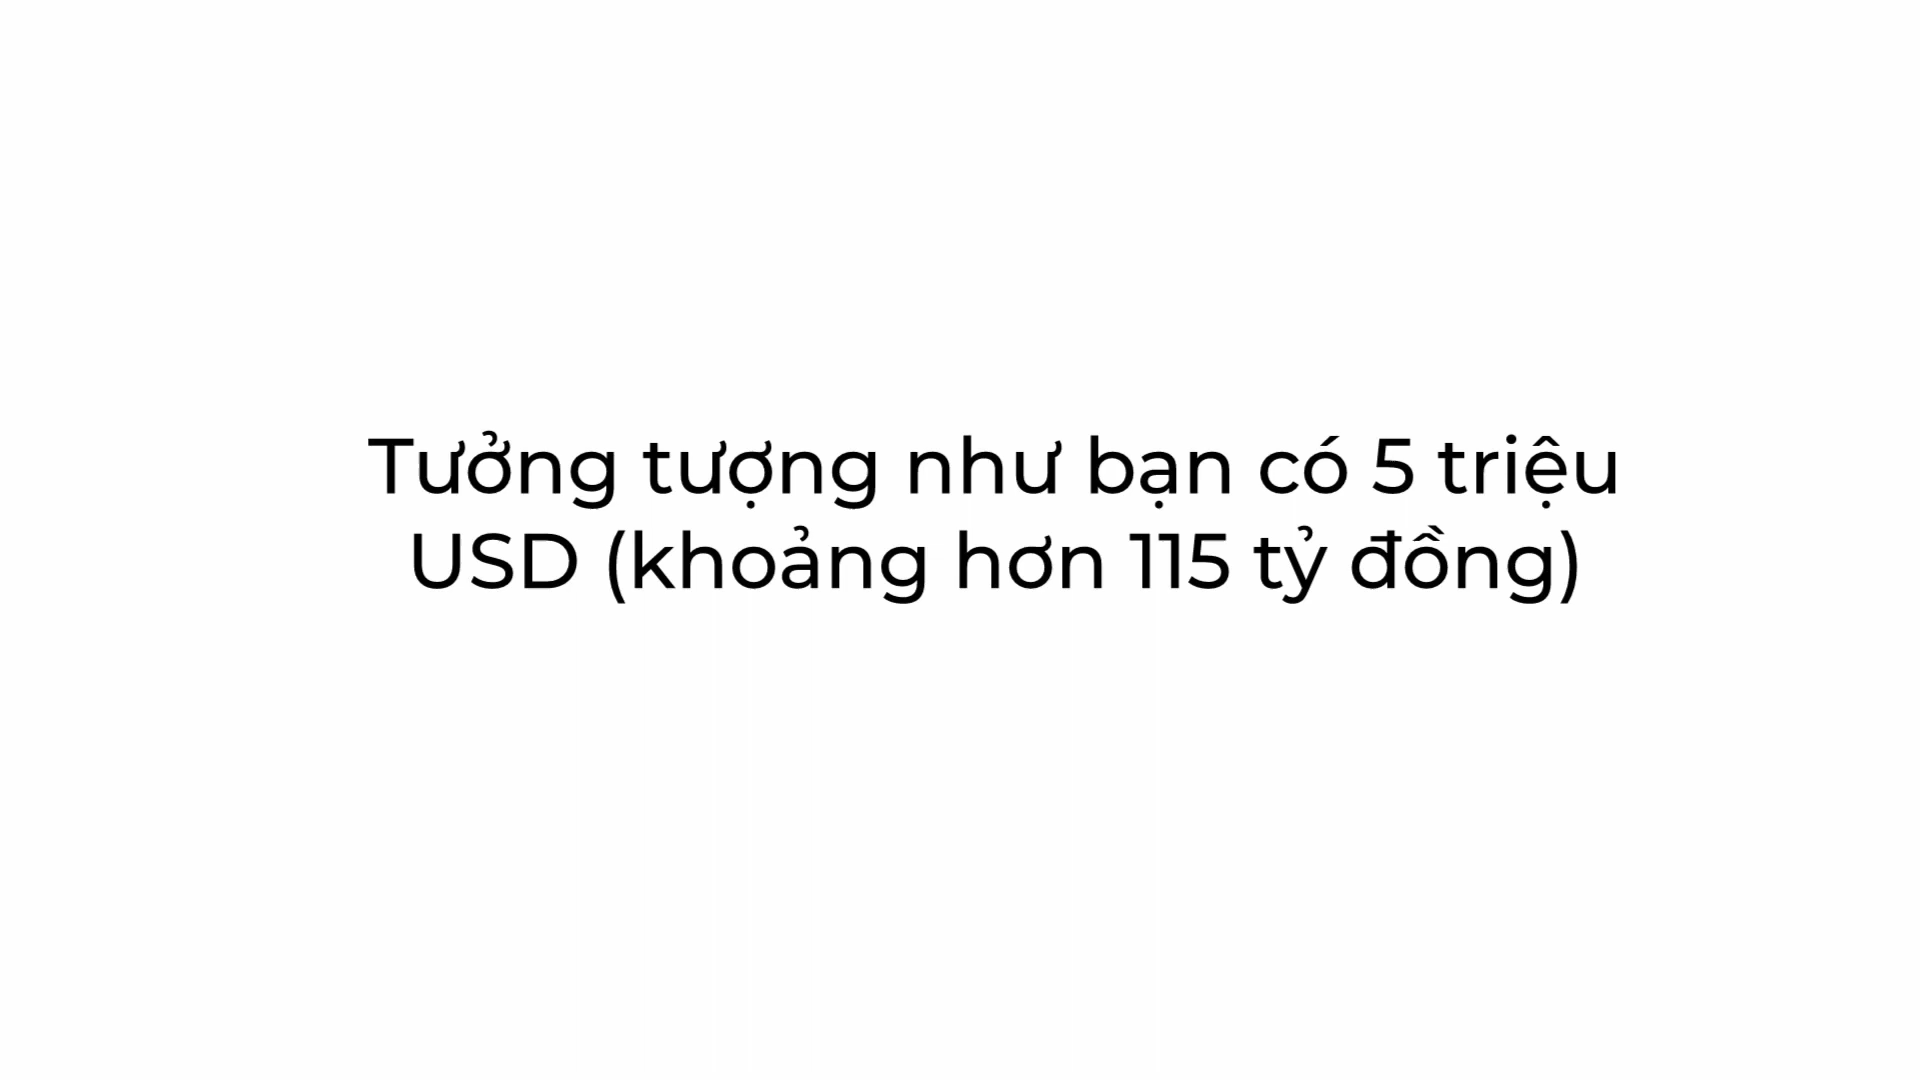 Tưởng tượng như bạn có 5 triệu
USD (khoảng hơn 115 tỷ đồng)